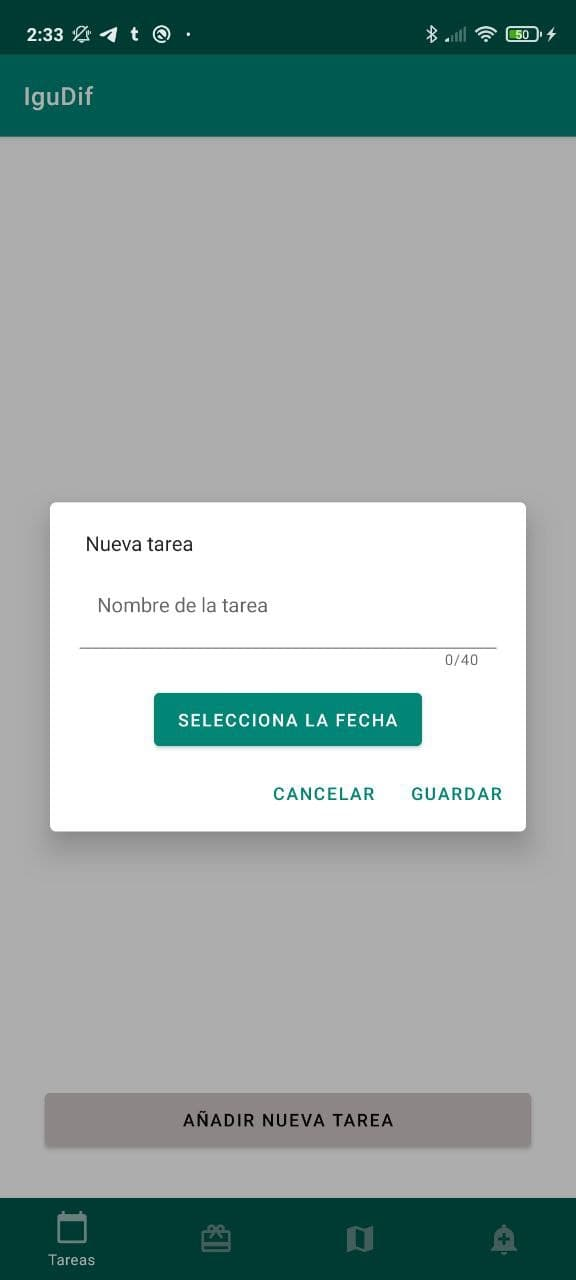 2:33
50
IguDif
Nueva tarea
Nombre de la tarea
0/40
SELECCIONA LA FECHA
CANCELAR GUARDAR
AÑADIR NUEVA TAREA
Tareas